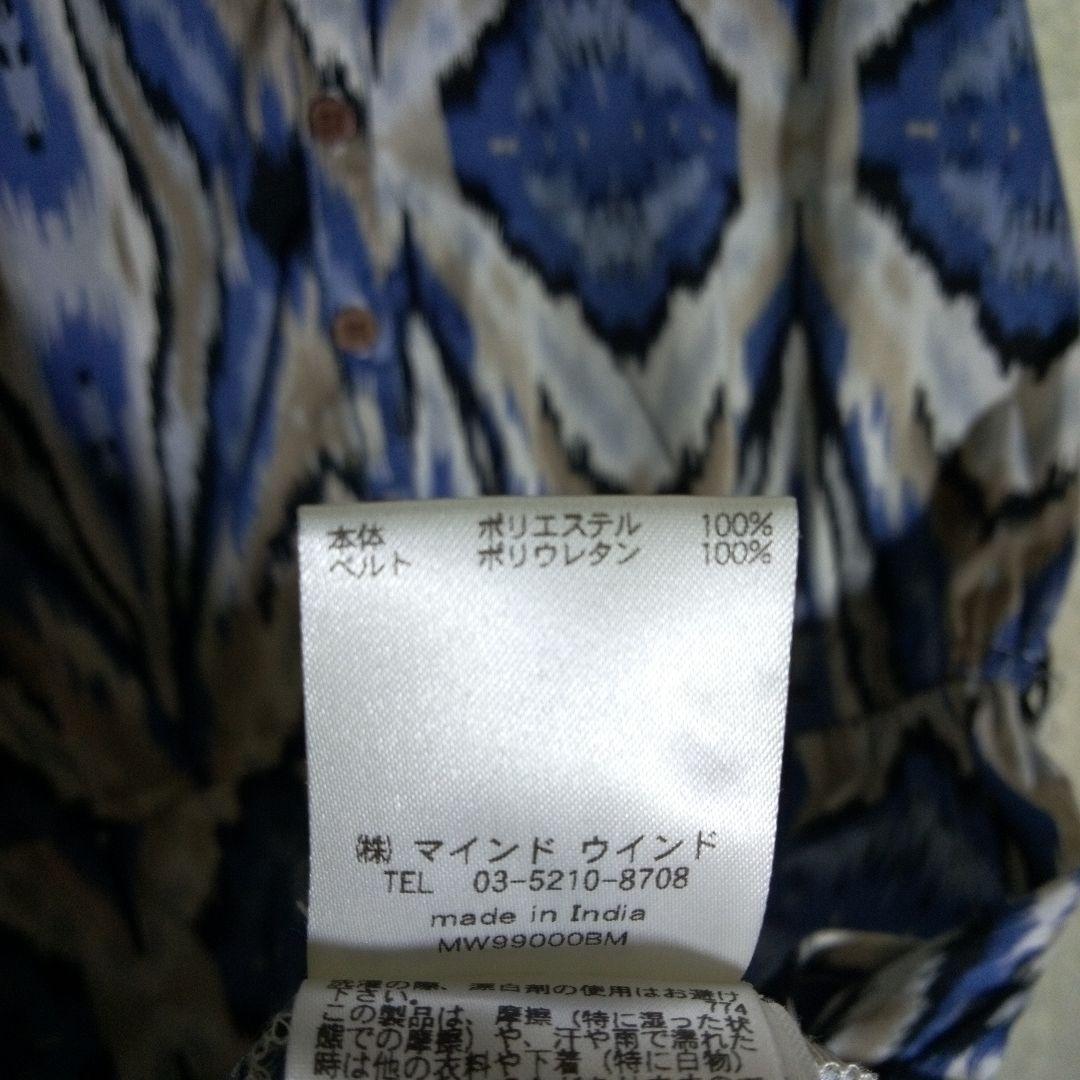 本体 ポリエステル 100%
ベルト ポリウレタン 100%
㈱ マインド ウインド
TEL 03-5210-8708
made in India
MW99000BM
洗濯の際、漂白剤の使用はお避け
下さい。 774
この製品は、摩擦（特に湿った状
態での摩擦）や、汗や雨で濡れた
時は他の衣料や下着（特に白物）